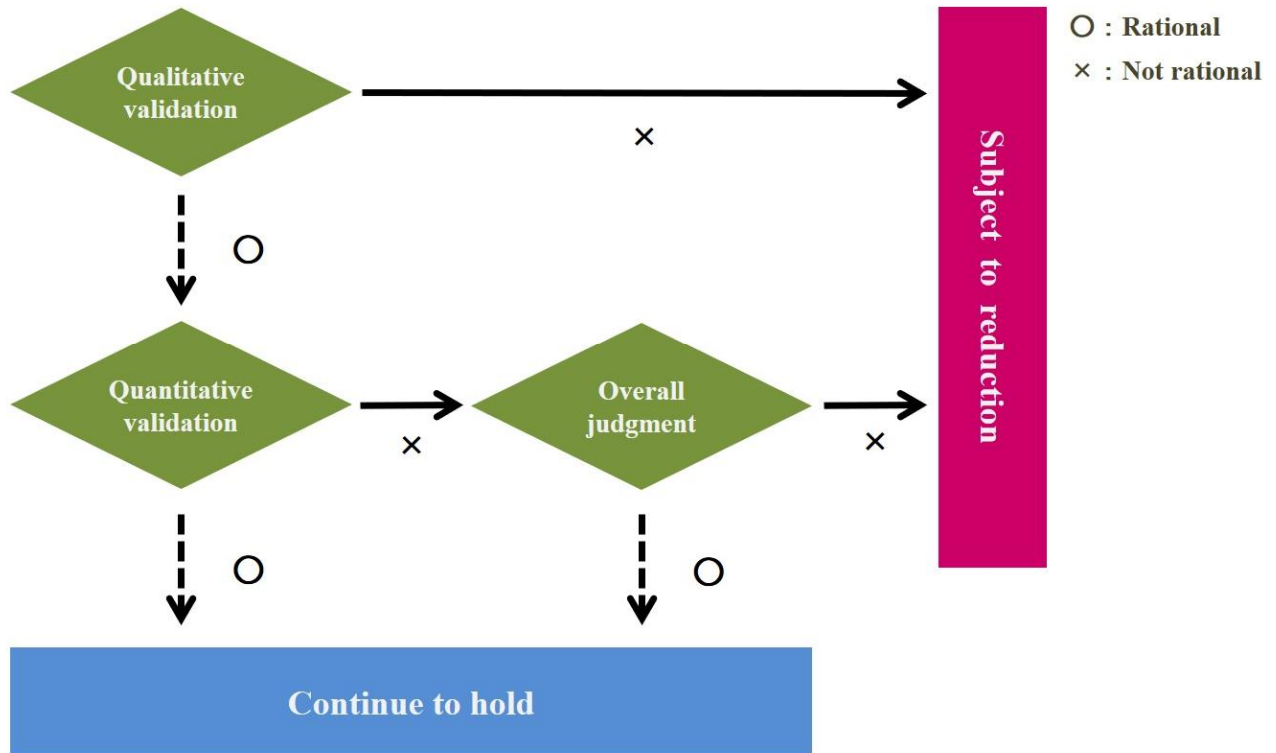 Qualitative
validation
×
○
Quantitative
validation
×
Overall
judgment
×
○
○
Continue to hold
Subject to reduction
○ : Rational
× : Not rational